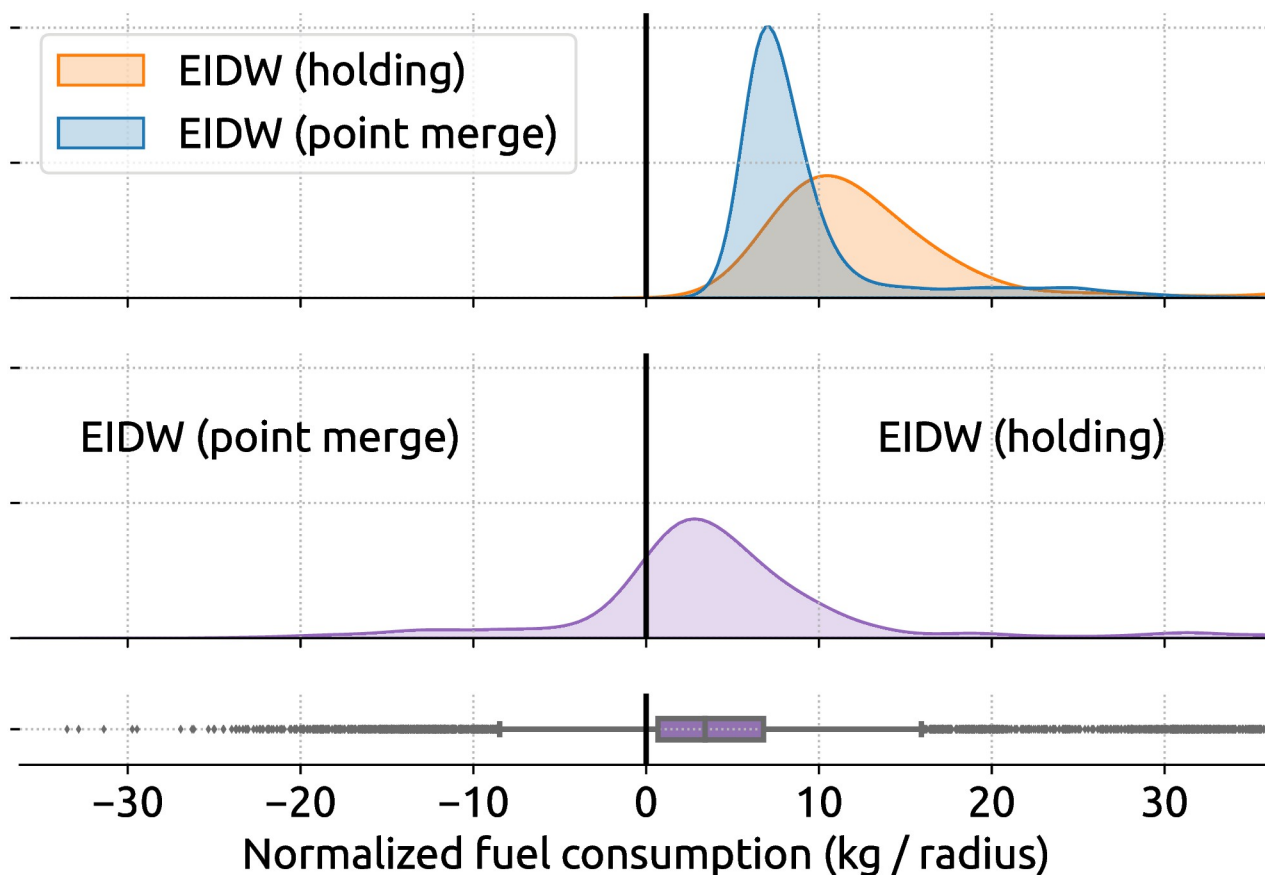 EIDW (holding)
EIDW (point merge)
EIDW (point merge)
EIDW (holding)
−30 −20 −10 0 10 20 30
Normalized fuel consumption (kg / radius)